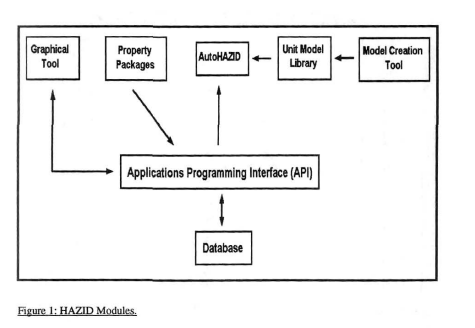 Graphical
Tool
Property
Packages
AutoHAZID
Unit Model
Library
Model Creation
Tool
Applications Programming Interface (API)
Database
Figure 1: HAZID Modules.